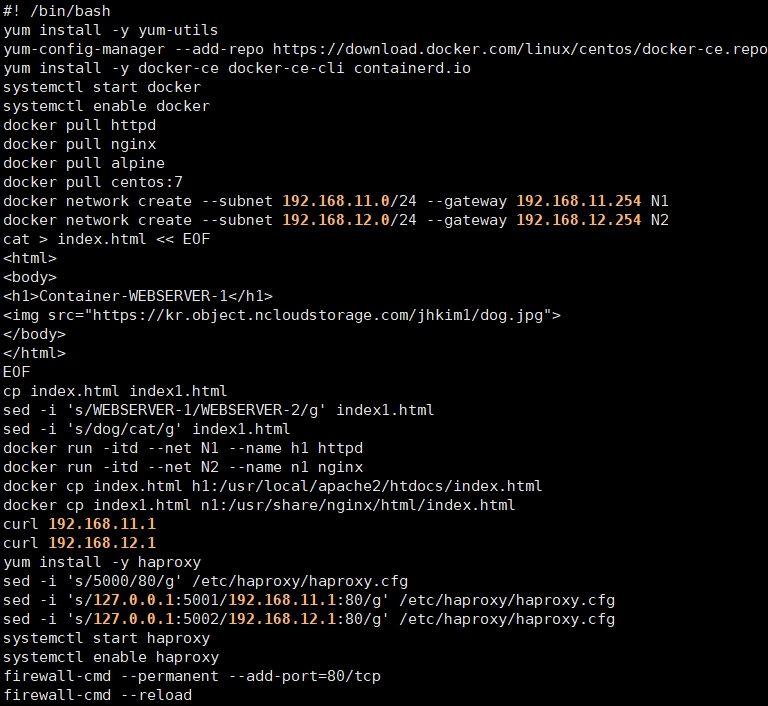 #! /bin/bash
yum install -y yum-utils
yum-config-manager --add-repo https://download.docker.com/linux/centos/docker-ce.repo
yum install -y docker-ce docker-ce-cli containerd.io
systemctl start docker
systemctl enable docker
docker pull httpd
docker pull nginx
docker pull alpine
docker pull centos:7
docker network create --subnet 192.168.11.0/24 --gateway 192.168.11.254 N1
docker network create --subnet 192.168.12.0/24 --gateway 192.168.12.254 N2
cat > index.html << EOF
<html>
<body>
<h1>Container-WEBSERVER-1</h1>
<img src="https://kr.object.ncloudstorage.com/jhkim1/dog.jpg">
</body>
</html>
EOF
cp index.html index1.html
sed -i 's/WEBSERVER-1/WEBSERVER-2/g' index1.html
sed -i 's/dog/cat/g' index1.html
docker run -itd --net N1 --name h1 httpd
docker run -itd --net N2 --name n1 nginx
docker cp index.html h1:/usr/local/apache2/htdocs/index.html
docker cp index1.html n1:/usr/share/nginx/html/index.html
curl 192.168.11.1
curl 192.168.12.1
yum install -y haproxy
sed -i 's/5000/80/g' /etc/haproxy/haproxy.cfg
sed -i 's/127.0.0.1:5001/192.168.11.1:80/g' /etc/haproxy/haproxy.cfg
sed -i 's/127.0.0.1:5002/192.168.12.1:80/g' /etc/haproxy/haproxy.cfg
systemctl start haproxy
systemctl enable haproxy
firewall-cmd --permanent --add-port=80/tcp
firewall-cmd --reload